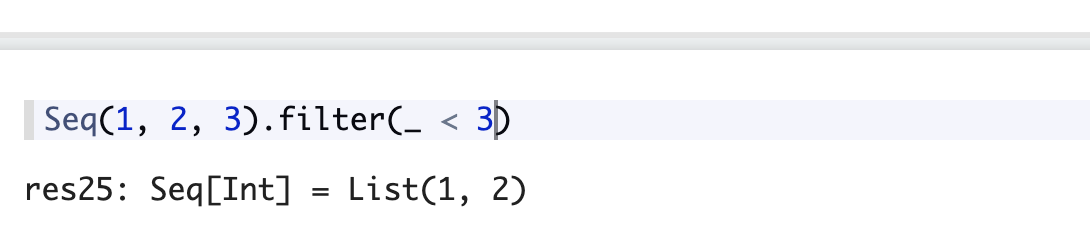 Seq(1, 2, 3).filter(_ < 3)
res25: Seq[Int] = List(1, 2)